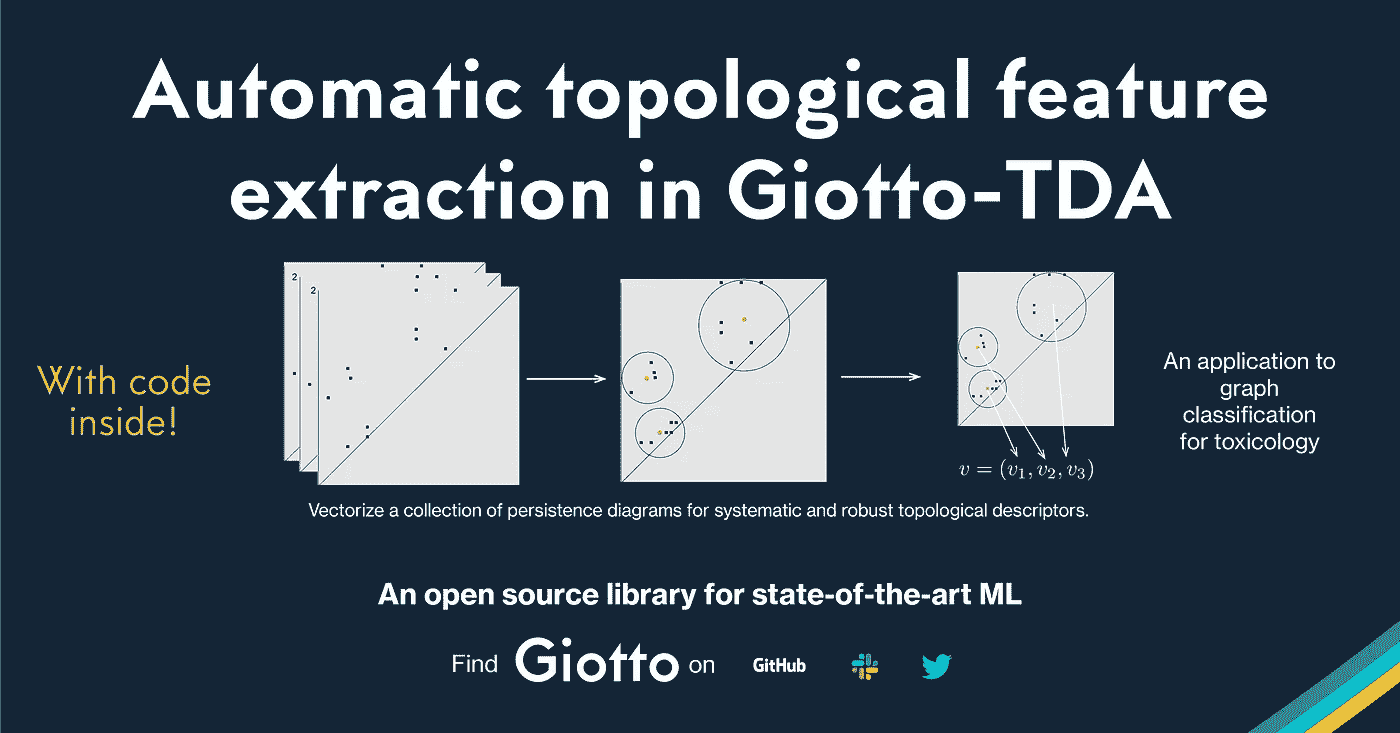 Automatic topological feature
extraction in Giotto-TDA
2
2
With code
inside!
An application to
graph
classification
for toxicology
v = (v₁, v₂, v₃)
Vectorize a collection of persistence diagrams for systematic and robust topological descriptors.
An open source library for state-of-the-art ML
Find Giotto on GitHub